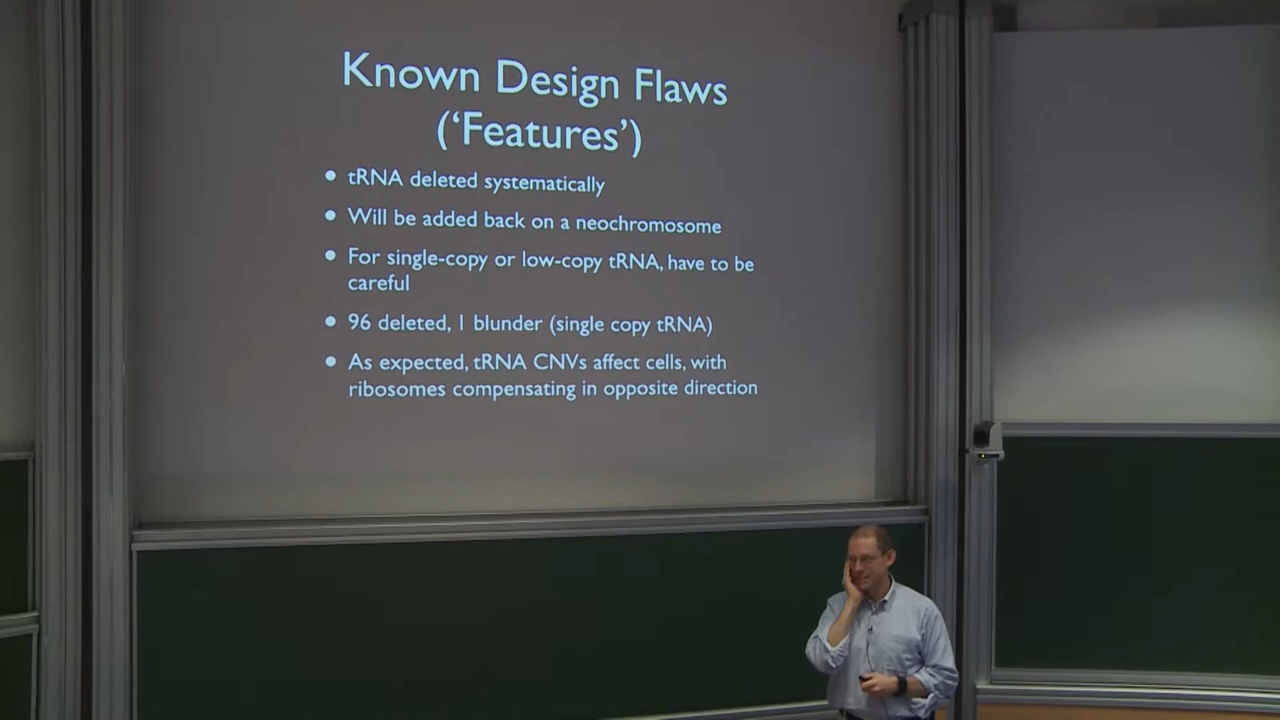 Known Design Flaws
('Features')
• tRNA deleted systematically
• Will be added back on a neochromosome
• For single-copy or low-copy tRNA, have to be
careful
• 96 deleted, 1 blunder (single copy tRNA)
• As expected, tRNA CNVs affect cells, with
ribosomes compensating in opposite direction